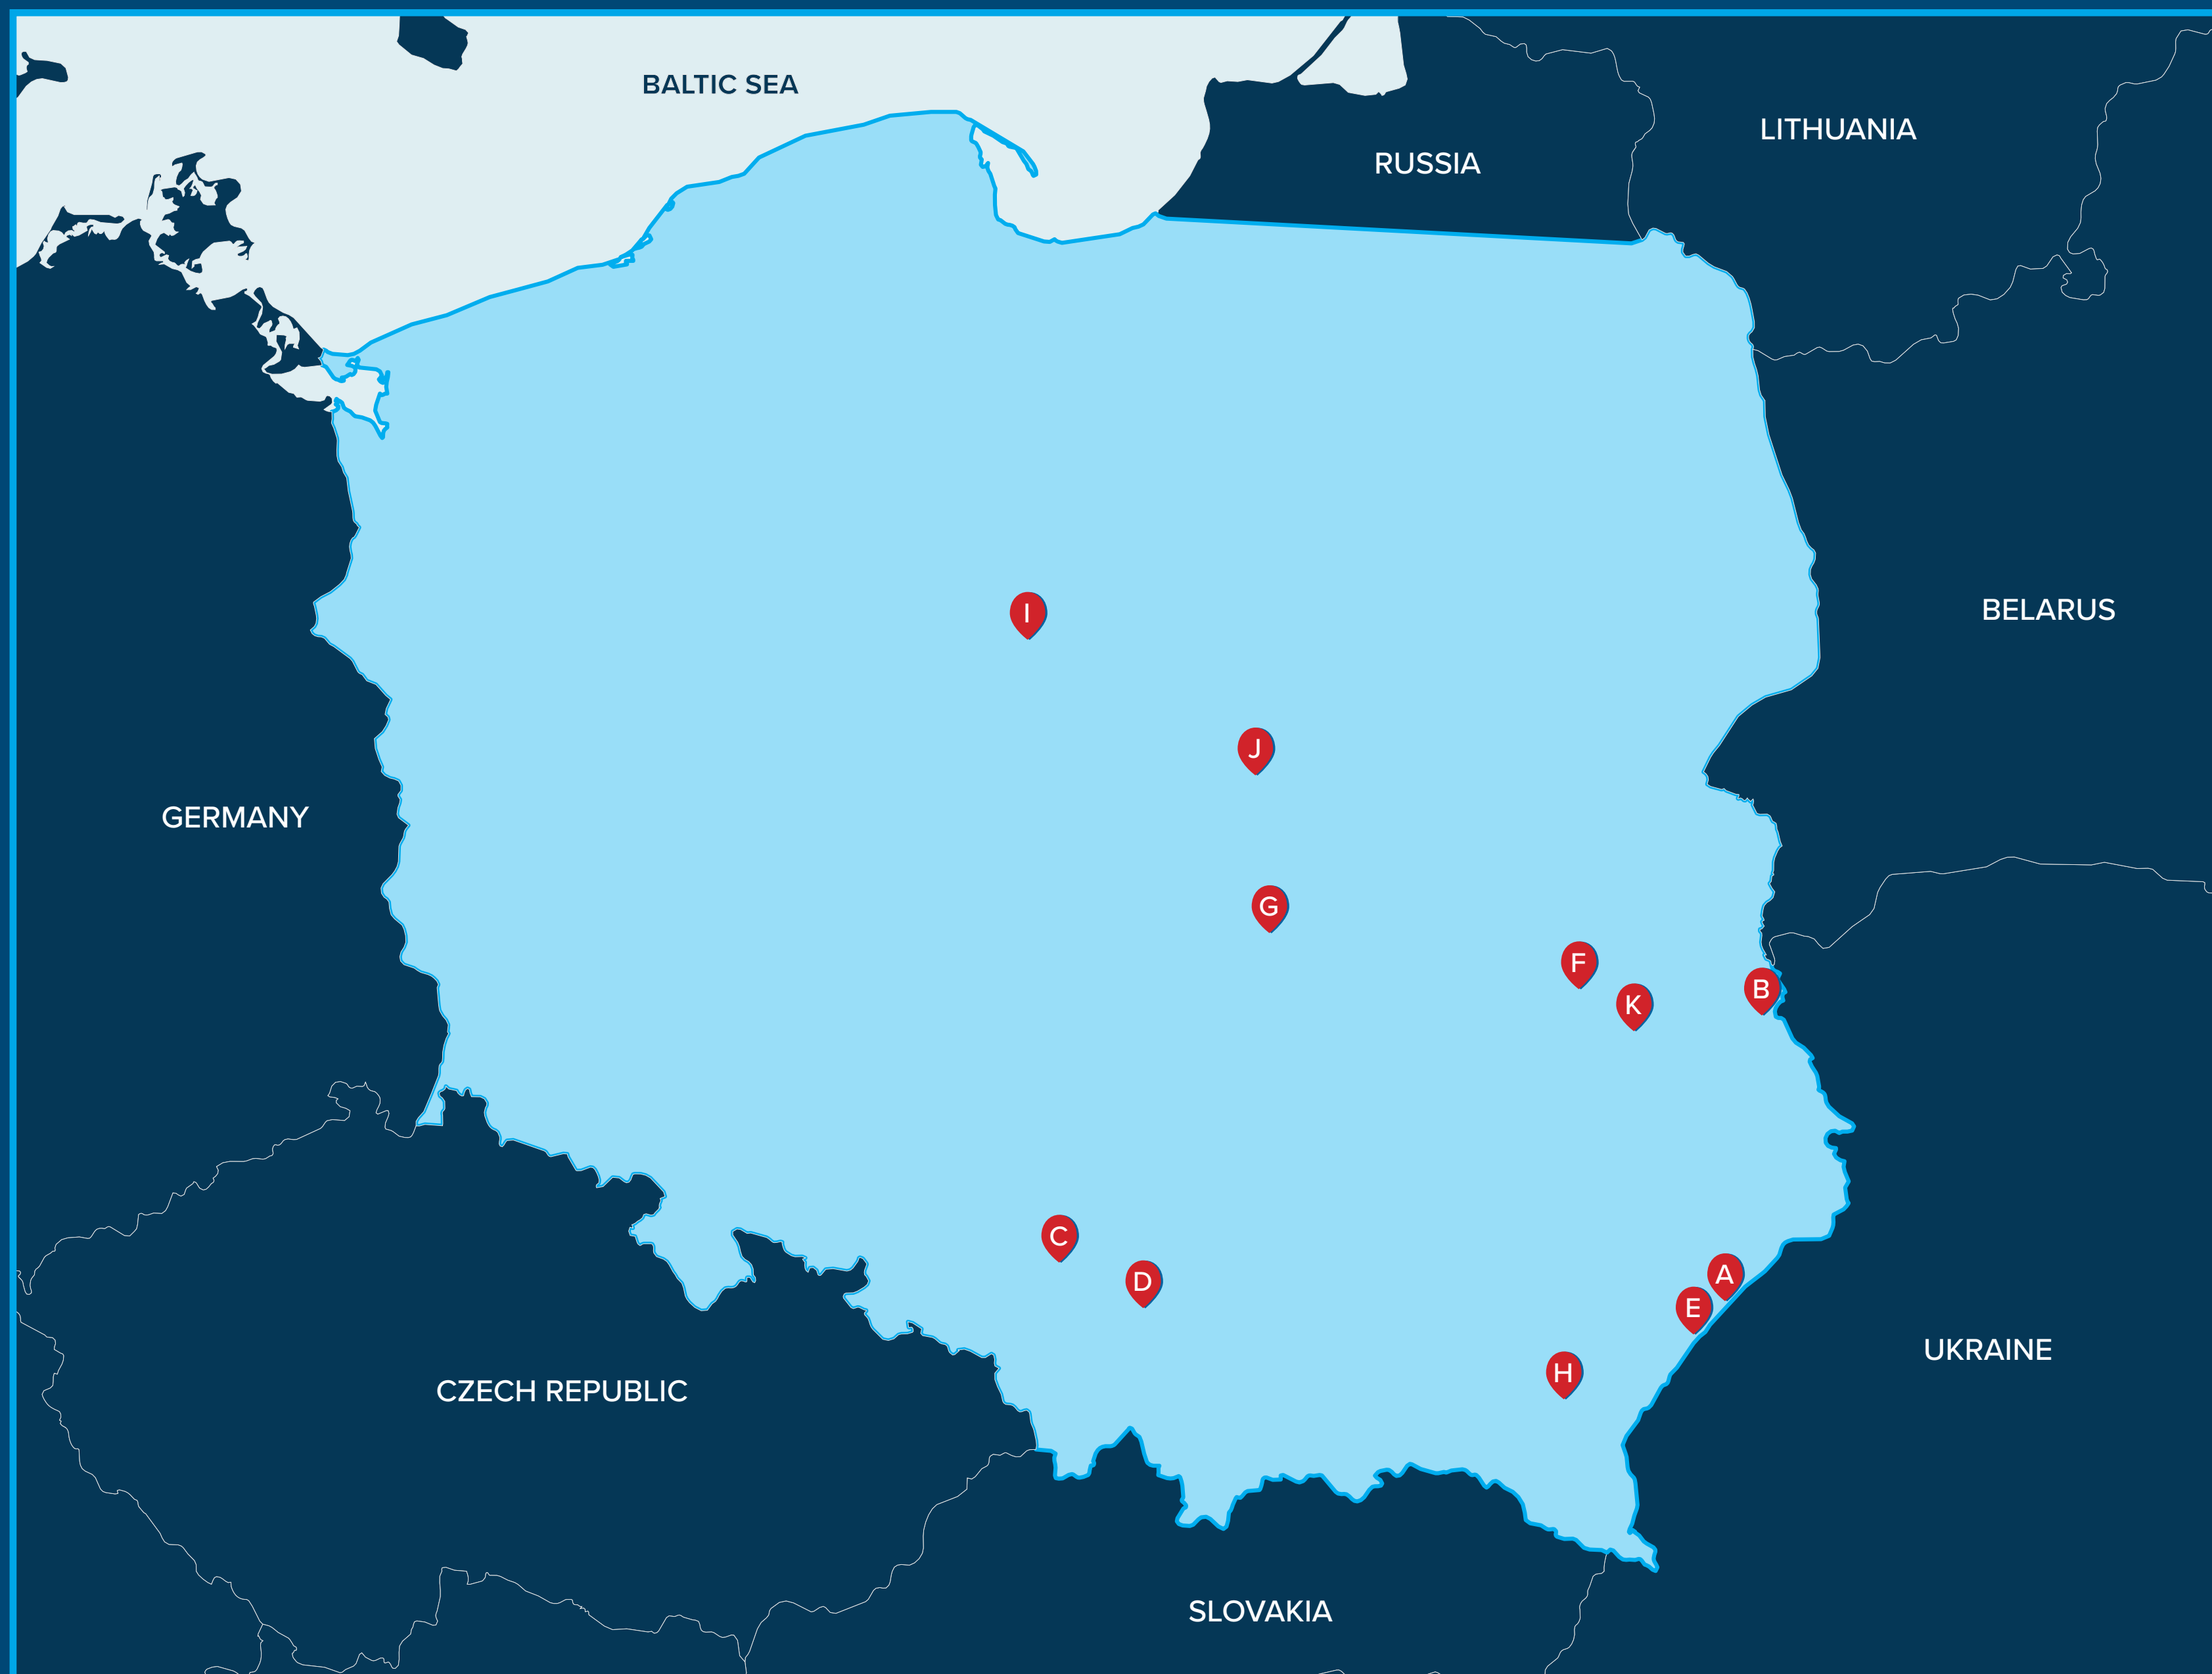 BALTIC SEA
LITHUANIA
RUSSIA
BELARUS
I
J
GERMANY
G
F
B
K
C
A
D
E
UKRAINE
H
CZECH REPUBLIC
SLOVAKIA